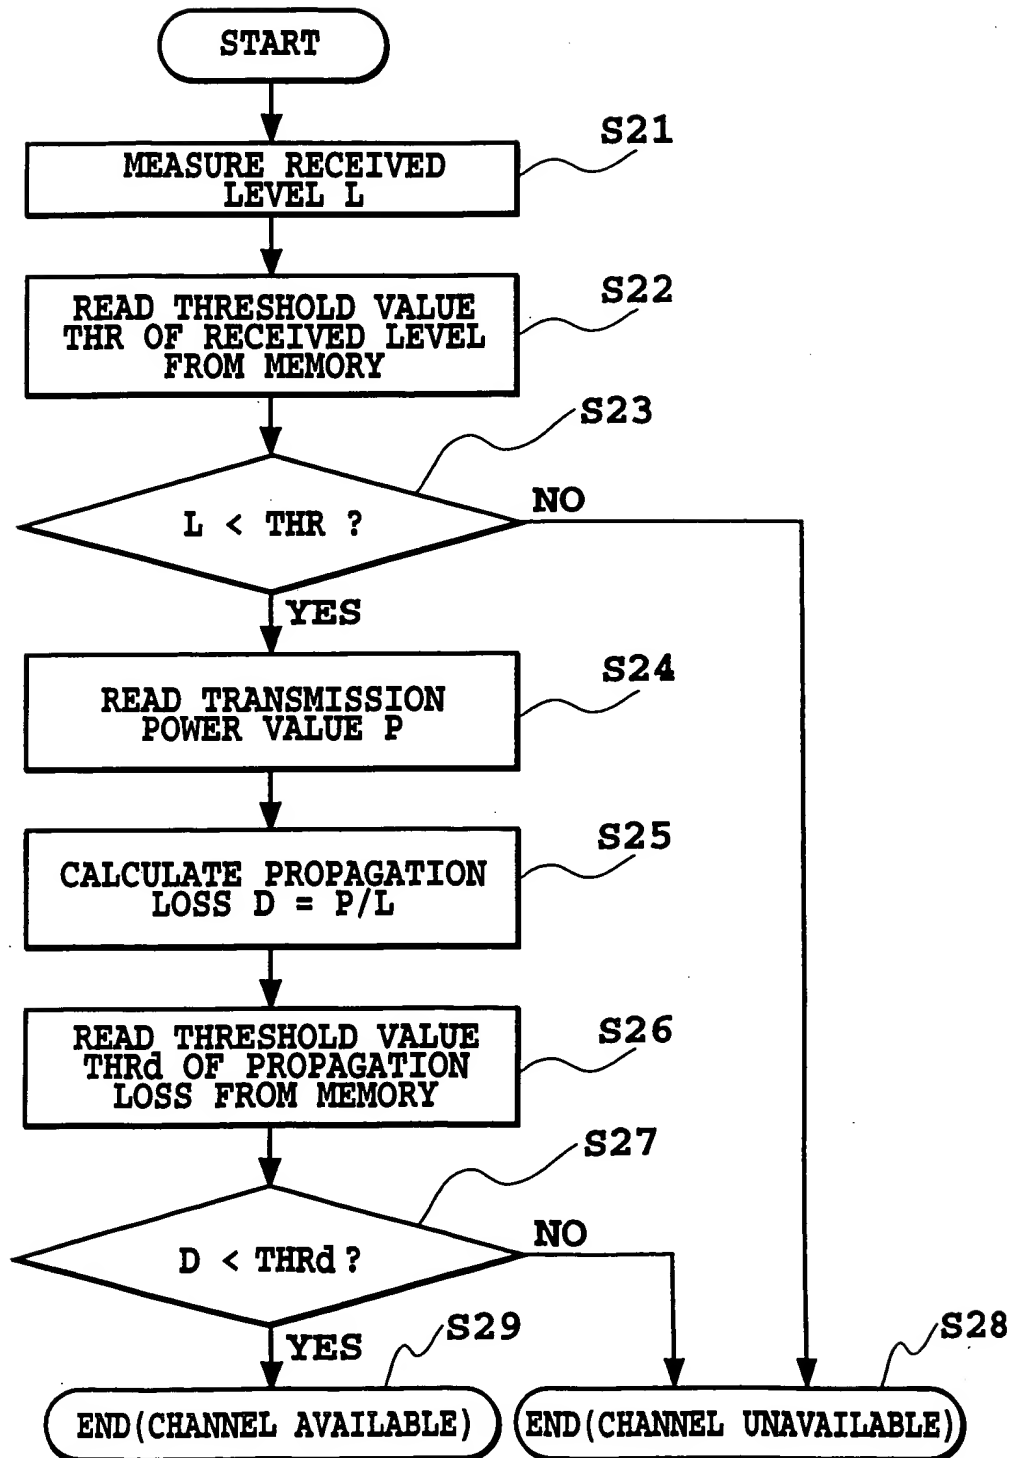 START
S21
MEASURE RECEIVED
LEVEL L
S22
READ THRESHOLD VALUE
THR OF RECEIVED LEVEL
FROM MEMORY
S23
L < THR ?
NO
YES
S24
READ TRANSMISSION
POWER VALUE P
S25
CALCULATE PROPAGATION
LOSS D = P/L
S26
READ THRESHOLD VALUE
THRd OF PROPAGATION
LOSS FROM MEMORY
S27
D < THRd ?
NO
YES
S29
S28
END(CHANNEL AVAILABLE)
END(CHANNEL UNAVAILABLE)